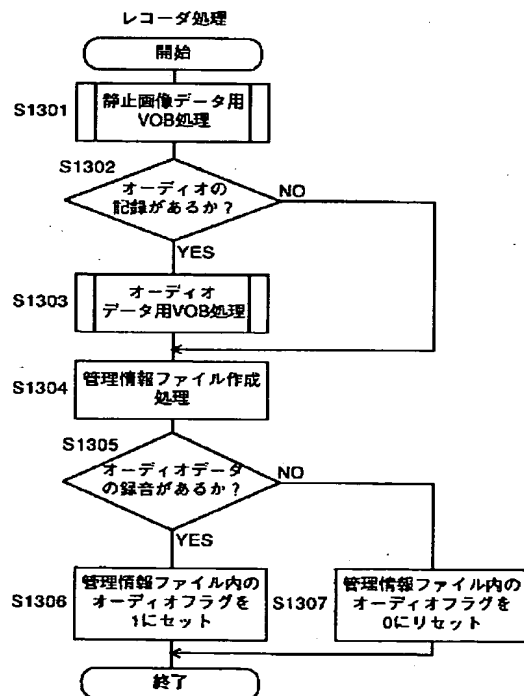 レコーダ処理
開始
S1301
静止画像データ用
VOB処理
S1302
オーディオの
記録があるか？
NO
YES
S1303
オーディオ
データ用VOB処理
S1304
管理情報ファイル作成
処理
S1305
オーディオデータ
の録音があるか？
NO
YES
S1306
管理情報ファイル内の
オーディオフラグを
1にセット
S1307
管理情報ファイル内の
オーディオフラグを
0にリセット
終了